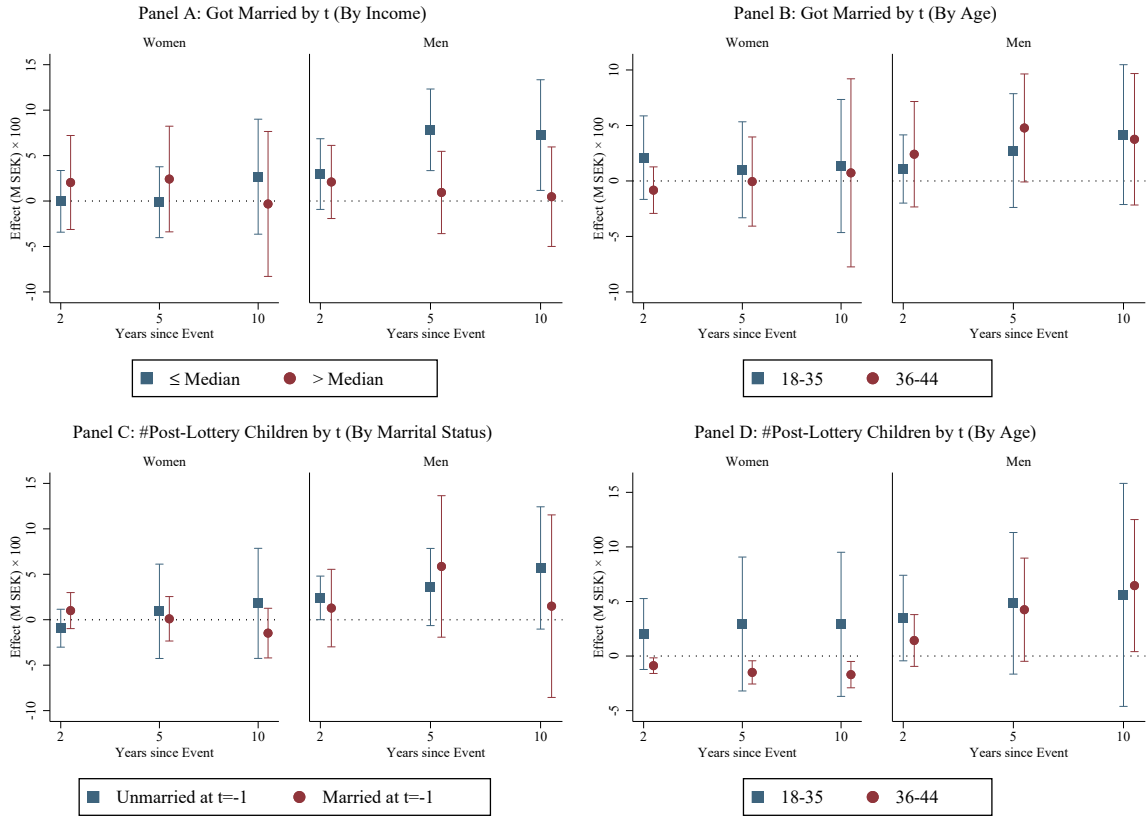 Panel A: Got Married by t (By Income)
Women
Men
Effect (M SEK) × 100
15
10
5
0
-5
-10
2
5
10
2
5
10
Years since Event
Years since Event
≤ Median
> Median
Panel B: Got Married by t (By Age)
Women
Men
Effect (M SEK) × 100
10
5
0
-5
-10
2
5
10
2
5
10
Years since Event
Years since Event
18-35
36-44
Panel C: #Post-Lottery Children by t (By Marrital Status)
Women
Men
Effect (M SEK) × 100
15
10
5
0
-5
-10
2
5
10
2
5
10
Years since Event
Years since Event
Unmarried at t=-1
Married at t=-1
Panel D: #Post-Lottery Children by t (By Age)
Women
Men
Effect (M SEK) × 100
15
10
5
0
-5
2
5
10
2
5
10
Years since Event
Years since Event
18-35
36-44